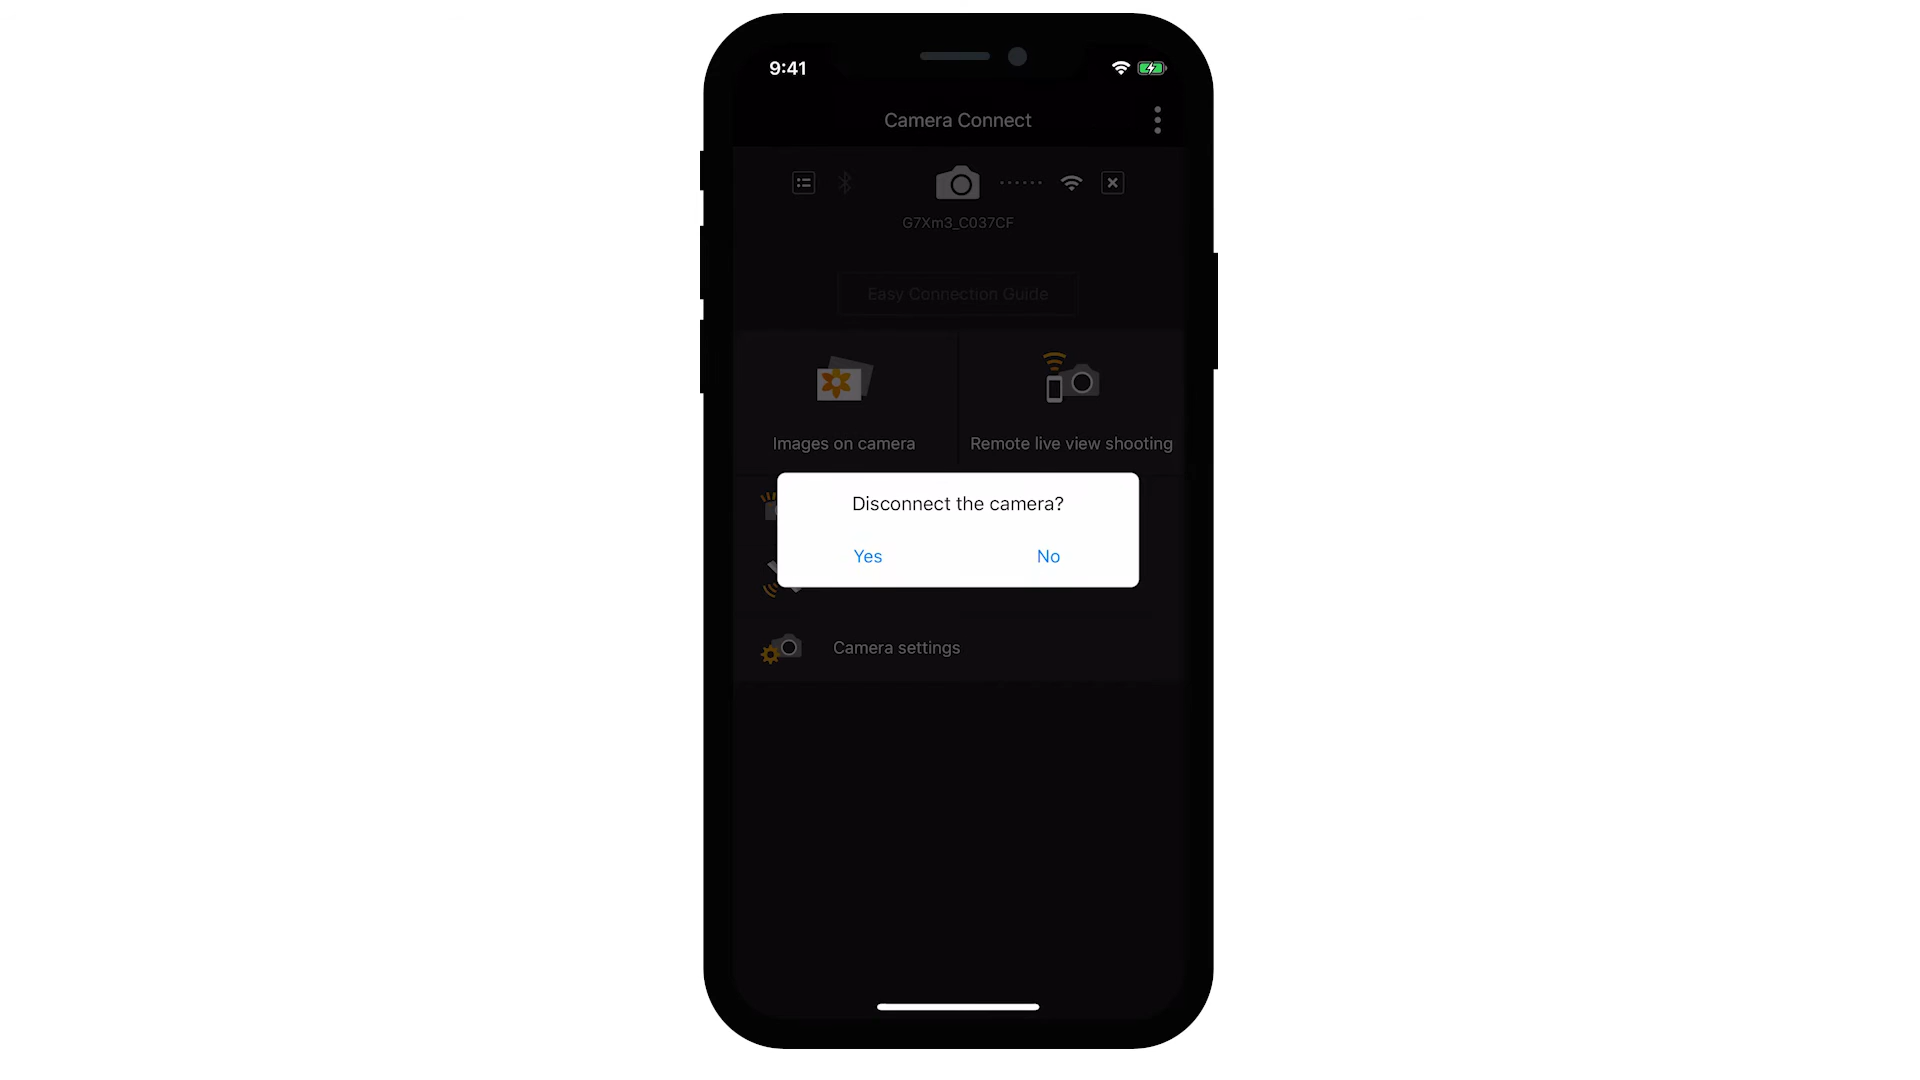 9:41
Camera Connect
G7Xm3_C037CF
Easy Connection Guide
Images on camera
Remote live view shooting
Disconnect the camera?
Yes
No
Camera settings